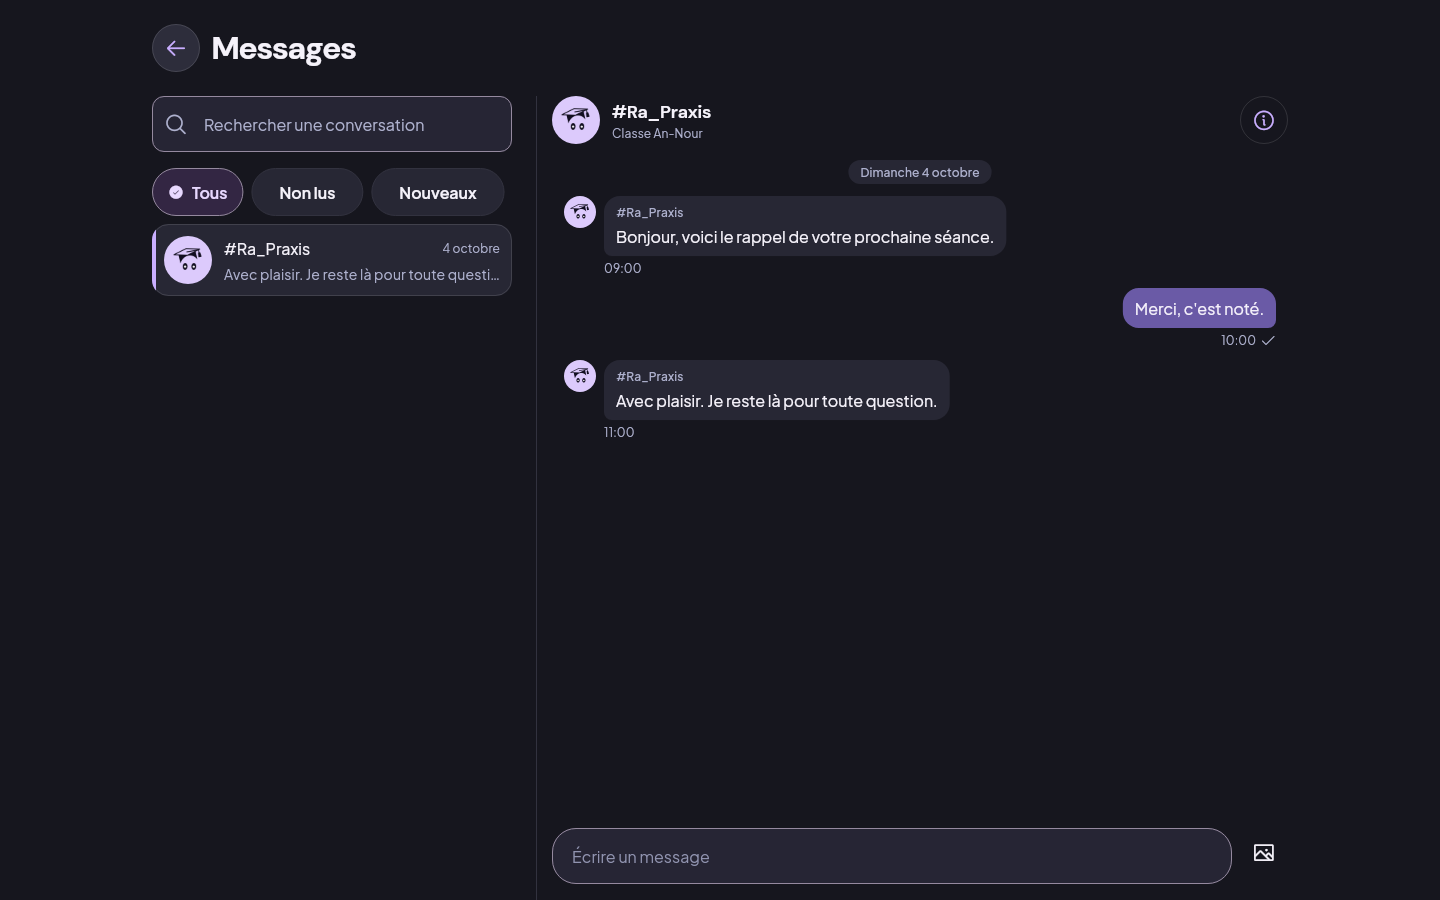 Messages
Rechercher une conversation
Tous
Non lus
Nouveaux
#Ra_Praxis
4 octobre
Avec plaisir. Je reste là pour toute questi...
#Ra_Praxis
Classe An-Nour
Dimanche 4 octobre
#Ra_Praxis
Bonjour, voici le rappel de votre prochaine séance.
09:00
Merci, c'est noté.
10:00
#Ra_Praxis
Avec plaisir. Je reste là pour toute question.
11:00
Écrire un message